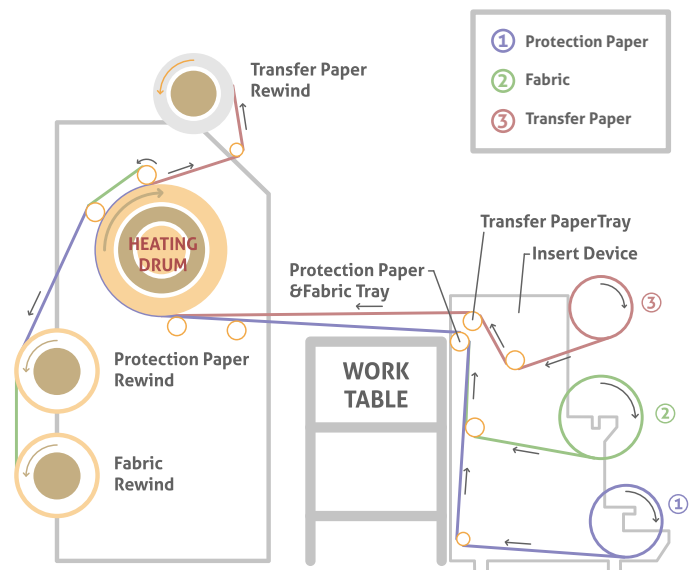 ① Protection Paper
② Fabric
③ Transfer Paper
Transfer Paper
Rewind
HEATING
DRUM
Transfer PaperTray
Insert Device
Protection Paper
&Fabric Tray
③
Protection Paper
Rewind
WORK
TABLE
②
Fabric
Rewind
①